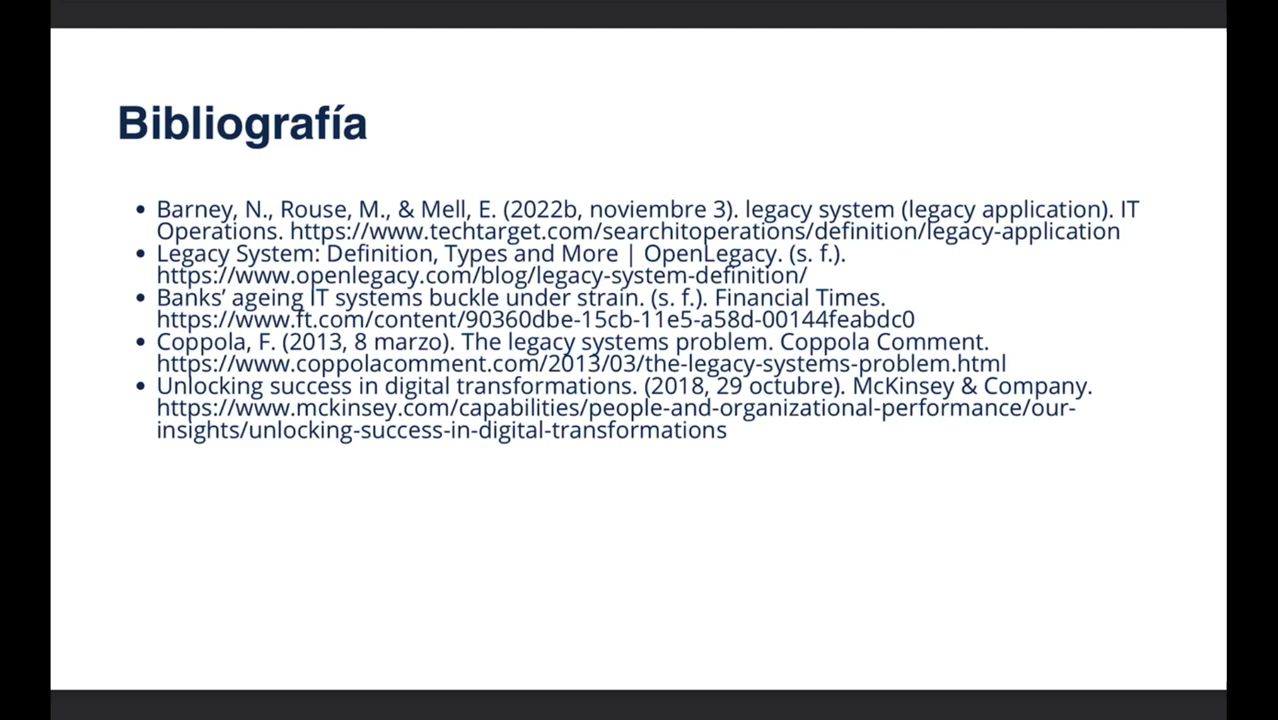 Bibliografía
• Barney, N., Rouse, M., & Mell, E. (2022b, noviembre 3). legacy system (legacy application). IT
Operations. https://www.techtarget.com/searchitoperations/definition/legacy-application
• Legacy System: Definition, Types and More | OpenLegacy. (s. f.).
https://www.openlegacy.com/blog/legacy-system-definition/
• Banks’ ageing IT systems buckle under strain. (s. f.). Financial Times.
https://www.ft.com/content/90360dbe-15cb-11e5-a58d-00144feabdc0
• Coppola, F. (2013, 8 marzo). The legacy systems problem. Coppola Comment.
https://www.coppolacomment.com/2013/03/the-legacy-systems-problem.html
• Unlocking success in digital transformations. (2018, 29 octubre). McKinsey & Company.
https://www.mckinsey.com/capabilities/people-and-organizational-performance/our-
insights/unlocking-success-in-digital-transformations